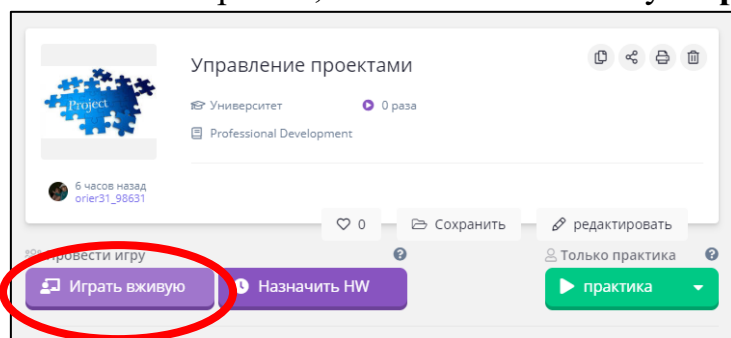 Управление проектами
Project
Университет
0 раза
Professional Development
6 часов назад
orier31_98631
0
Сохранить
редактировать
Провести игру
Только практика
Играть вживую
Назначить HW
практика